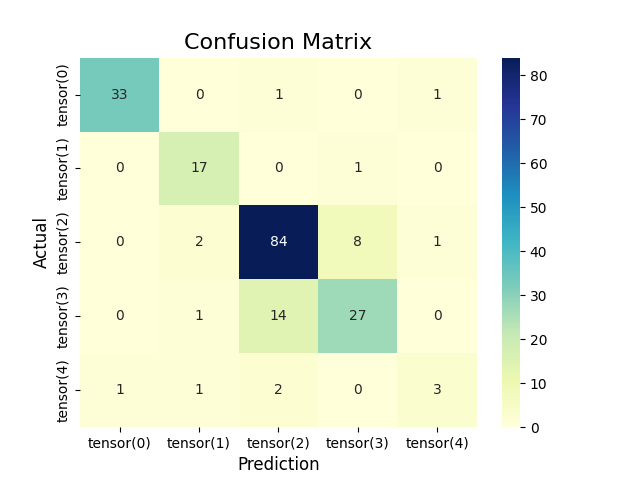 Confusion Matrix
Actual
tensor(0) 33 0 1 0 1
tensor(1) 0 17 0 1 0
tensor(2) 0 2 84 8 1
tensor(3) 0 1 14 27 0
tensor(4) 1 1 2 0 3
tensor(0) tensor(1) tensor(2) tensor(3) tensor(4)
Prediction
80
70
60
50
40
30
20
10
0